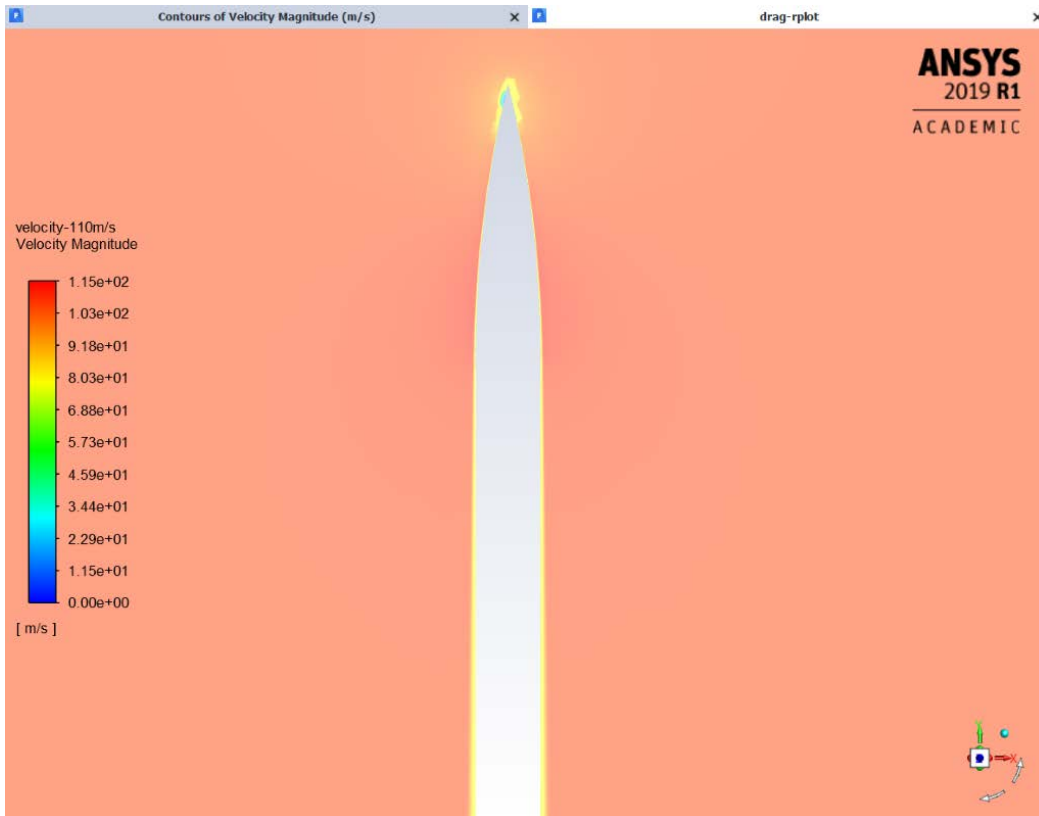 Contours of Velocity Magnitude (m/s)
drag-rplot
ANSYS
2019 R1
ACADEMIC
velocity-110m/s
Velocity Magnitude
1.15e+02
1.03e+02
9.18e+01
8.03e+01
6.88e+01
5.73e+01
4.59e+01
3.44e+01
2.29e+01
1.15e+01
0.00e+00
[ m/s ]
Y
X